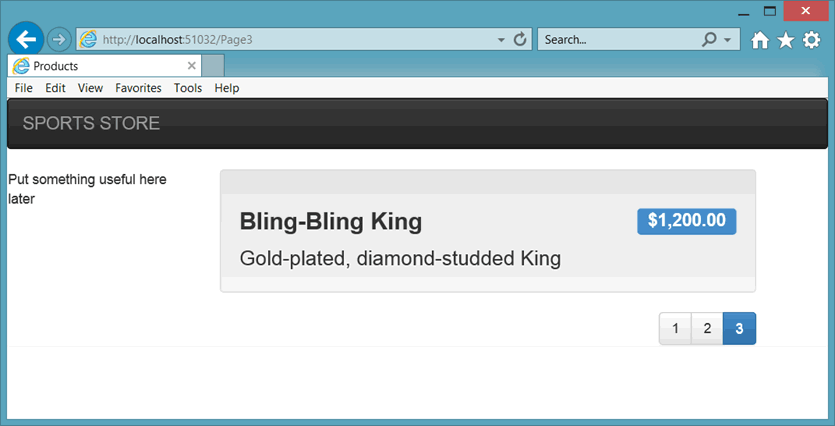 http://localhost:51032/Page3
Search...
Products
File Edit View Favorites Tools Help
SPORTS STORE
Put something useful here
later
Bling-Bling King
$1,200.00
Gold-plated, diamond-studded King
1 2 3